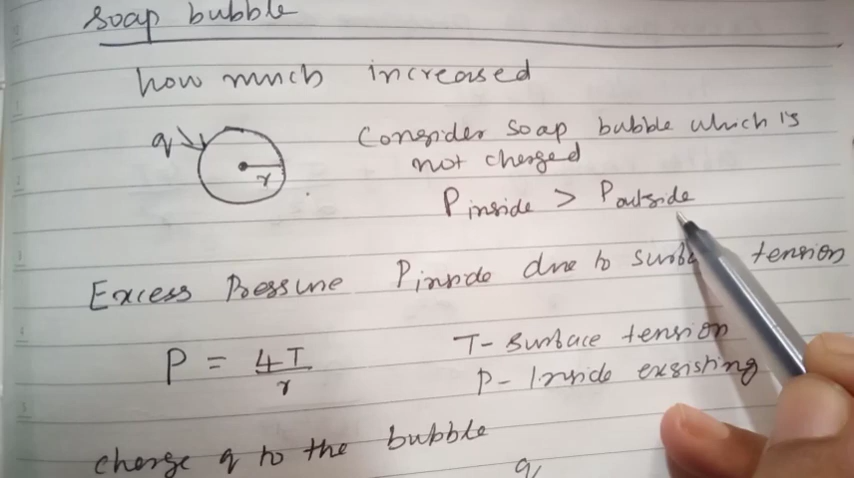 Soap bubble
how much increased
q
r
Consider soap bubble which is
not charged
P inside > P outside
Excess Pressure P inside due to surface tension
P = 4T/r
T - Surface tension
P - Inside exsisting
charge q to the bubble
q